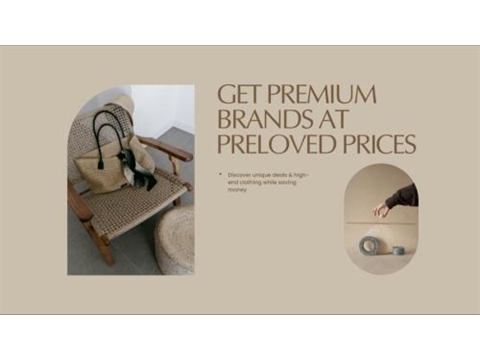 GET PREMIUM
BRANDS AT
PRELOVED PRICES
• Discover unique deals & high-
end clothing while saving
money